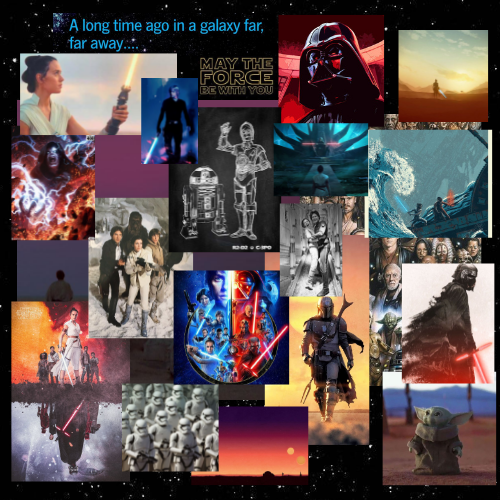 A long time ago in a galaxy far,
far away....
MAY THE
FORCE
BE WITH YOU
R2-D2 & C-3PO